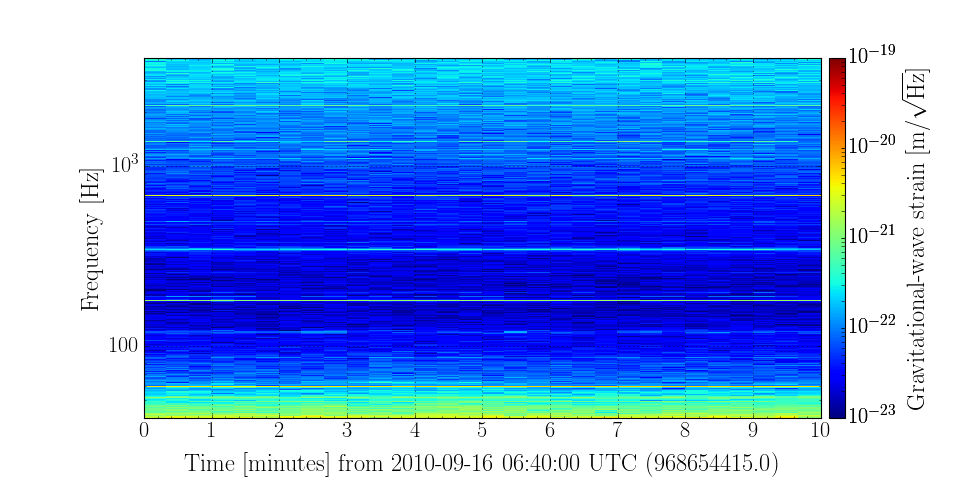 Frequency [Hz]
10³
100
0 1 2 3 4 5 6 7 8 9 10
Time [minutes] from 2010-09-16 06:40:00 UTC (968654415.0)
10⁻¹⁹
10⁻²⁰
10⁻²¹
10⁻²²
10⁻²³
Gravitational-wave strain [m/√Hz]